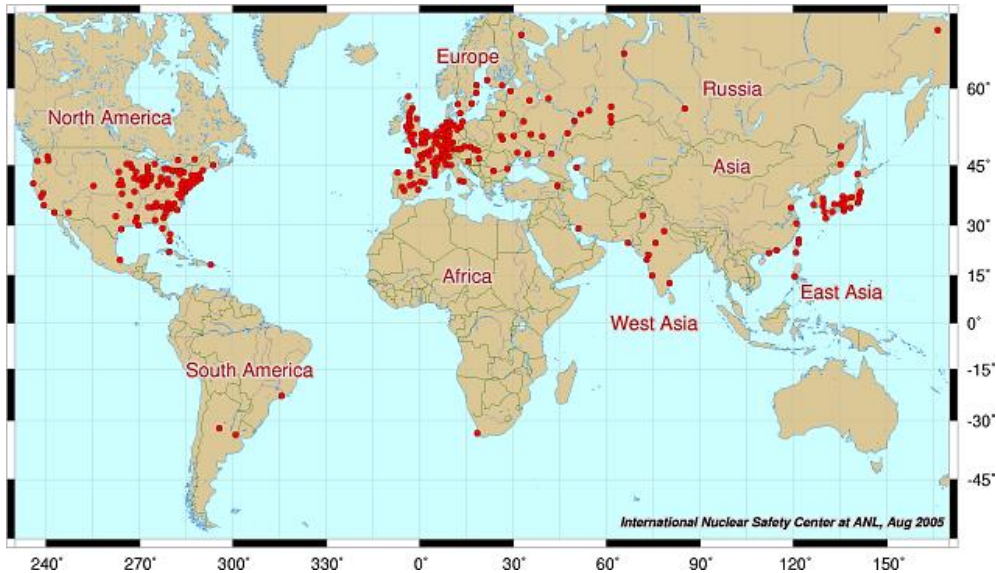 Europe
Russia
60°
North America
Asia
45°
30°
Africa
15°
East Asia
West Asia
0°
South America
-15°
-30°
-45°
International Nuclear Safety Center at ANL, Aug 2005
240° 270° 300° 330° 0° 30° 60° 90° 120° 150°